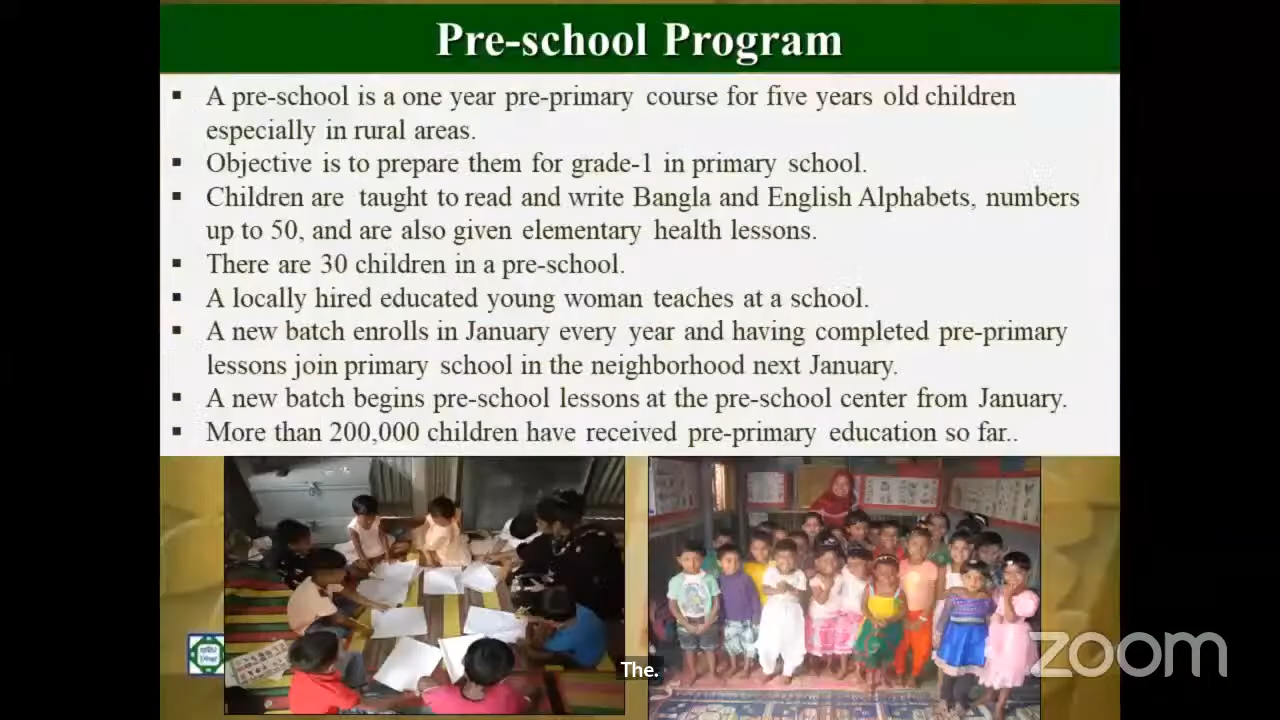 Pre-school Program
▪ A pre-school is a one year pre-primary course for five years old children
especially in rural areas.
▪ Objective is to prepare them for grade-1 in primary school.
▪ Children are taught to read and write Bangla and English Alphabets, numbers
up to 50, and are also given elementary health lessons.
▪ There are 30 children in a pre-school.
▪ A locally hired educated young woman teaches at a school.
▪ A new batch enrolls in January every year and having completed pre-primary
lessons join primary school in the neighborhood next January.
▪ A new batch begins pre-school lessons at the pre-school center from January.
▪ More than 200,000 children have received pre-primary education so far..
The.
zoom